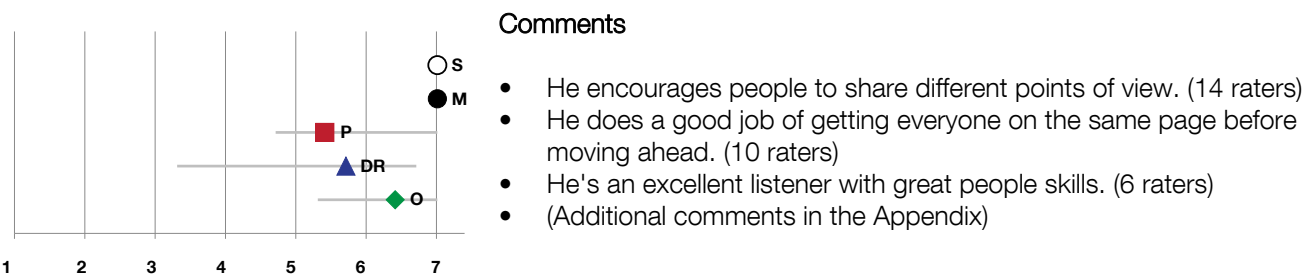 Comments
S
M
P
DR
O
1 2 3 4 5 6 7
• He encourages people to share different points of view. (14 raters)
• He does a good job of getting everyone on the same page before
moving ahead. (10 raters)
• He's an excellent listener with great people skills. (6 raters)
• (Additional comments in the Appendix)